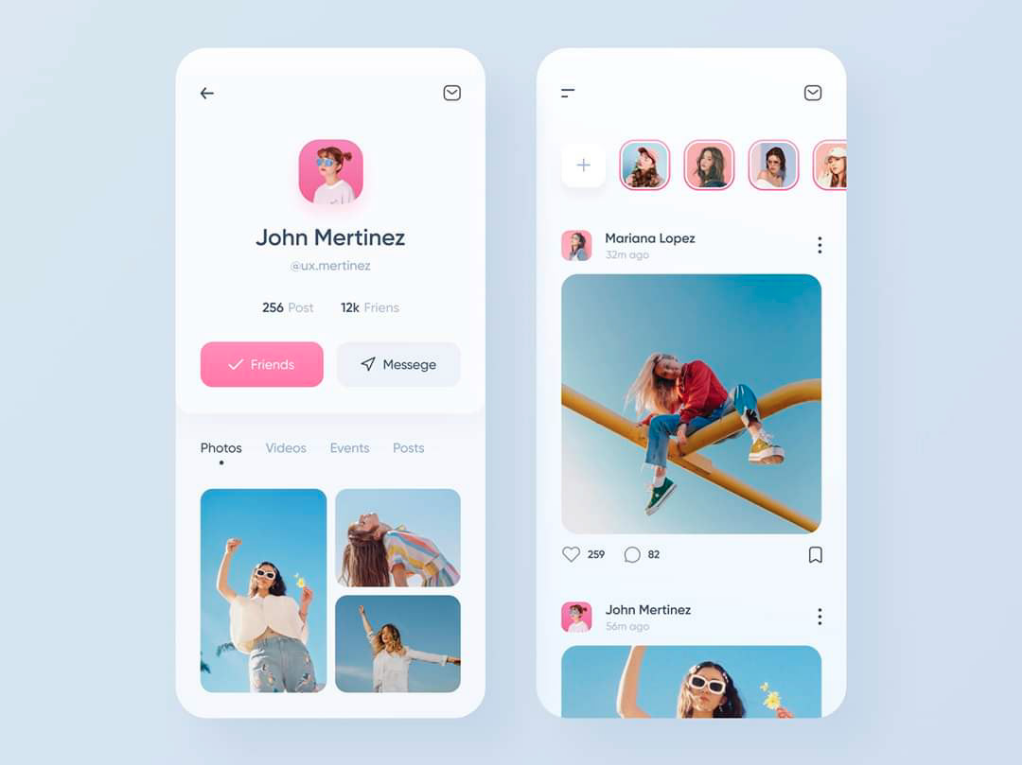 John Mertinez
@ux.mertinez
256 Post 12k Friens
Friends Messege
Photos Videos Events Posts
Mariana Lopez
32m ago
259 82
John Mertinez
56m ago